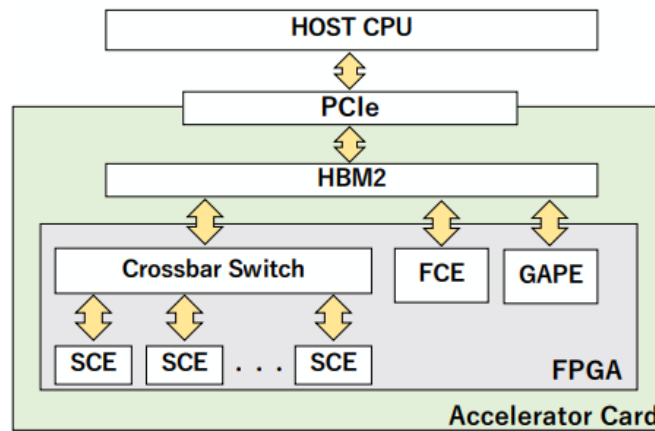 HOST CPU
PCIe
HBM2
Crossbar Switch
FCE
GAPE
SCE
SCE
. . .
SCE
FPGA
Accelerator Card